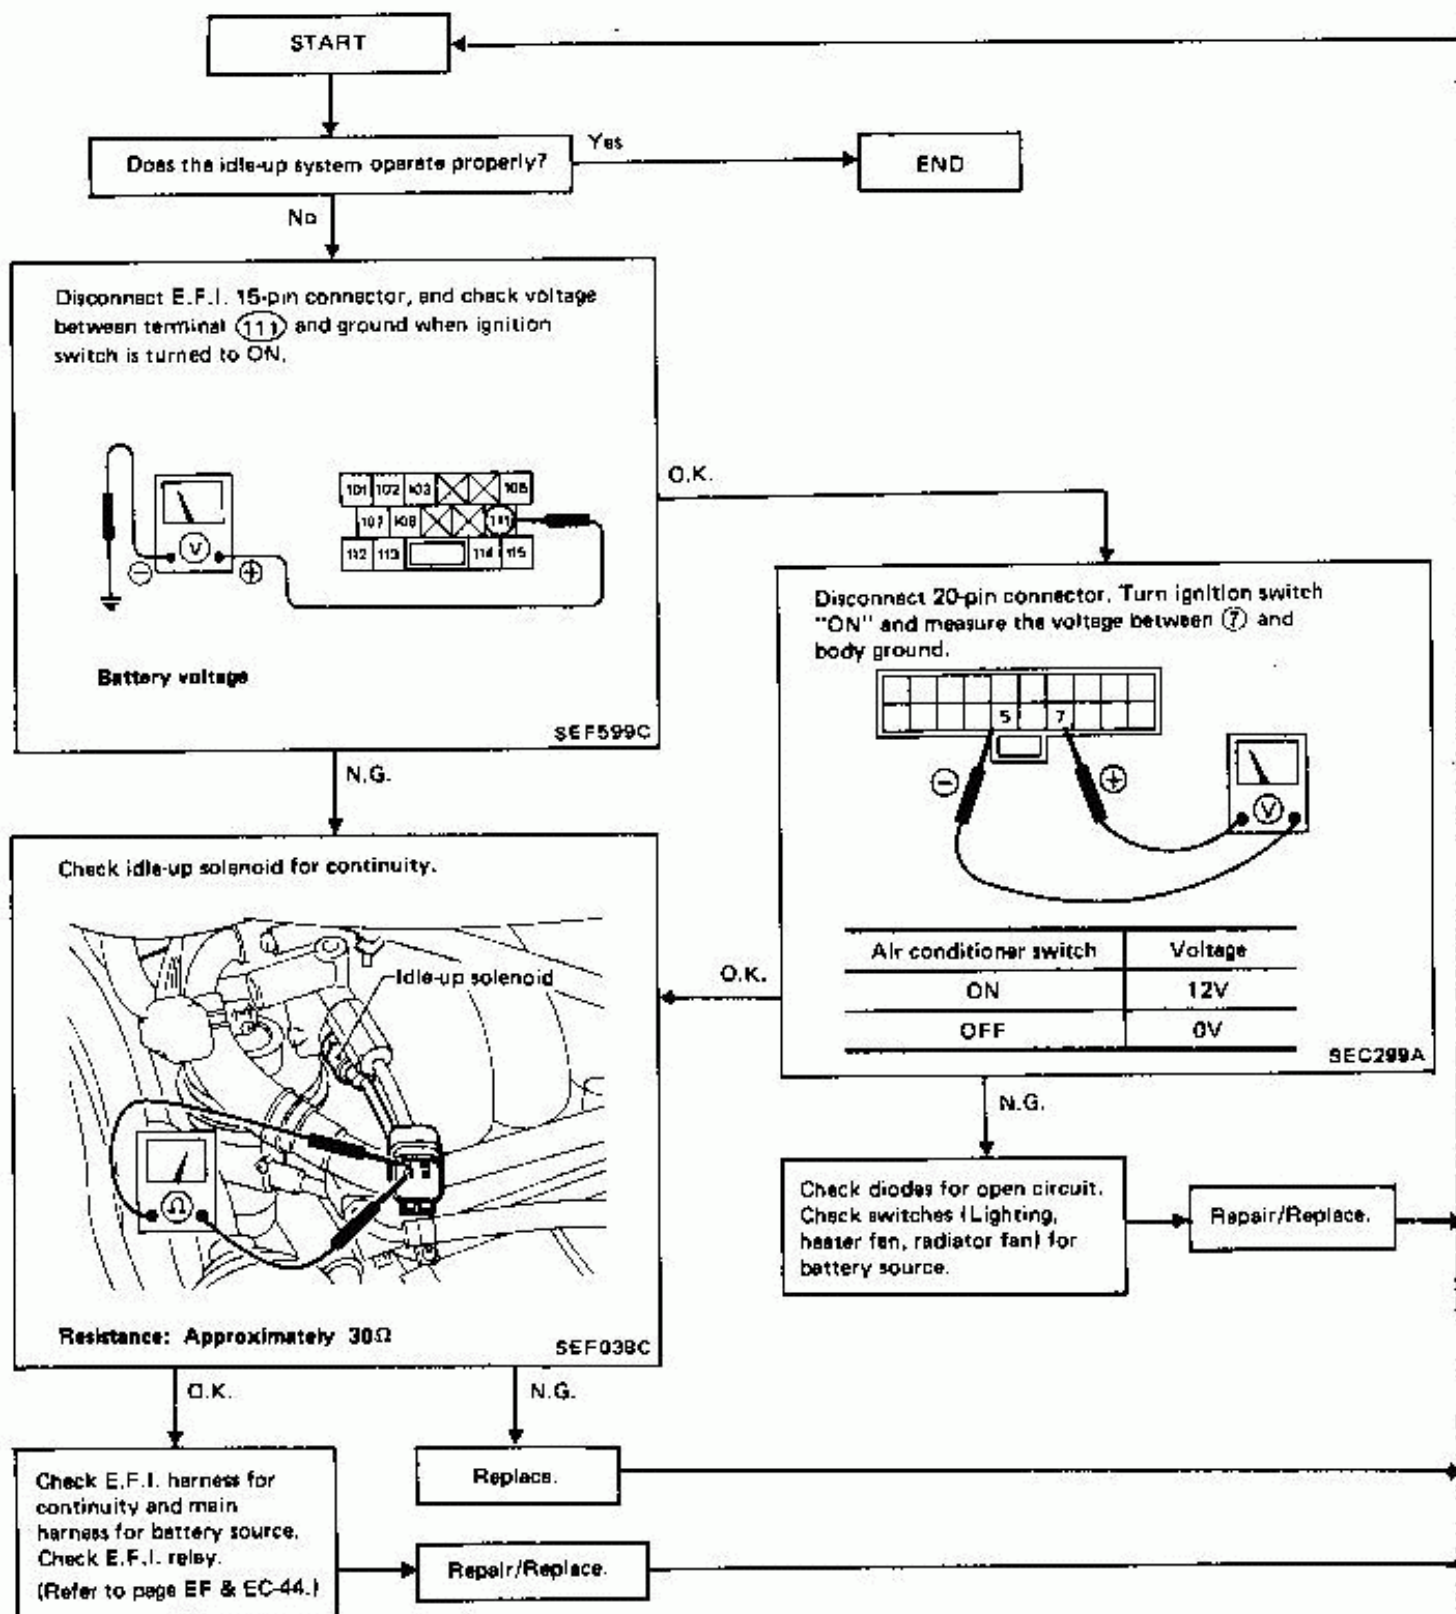 START
Does the idle-up system operate properly?
Yes
END
No
Disconnect E.F.I. 15-pin connector, and check voltage
between terminal (111) and ground when ignition
switch is turned to ON.
101 102 103 106
107 108 111
112 113 114 115
V
− +
Battery voltage
SEF599C
O.K.
Disconnect 20-pin connector. Turn ignition switch
"ON" and measure the voltage between (7) and
body ground.
5 7
− +
V
Air conditioner switch Voltage
ON 12V
OFF 0V
SEC299A
N.G.
O.K.
Check idle-up solenoid for continuity.
Idle-up solenoid
Ω
Resistance: Approximately 30Ω
SEF038C
N.G.
Check diodes for open circuit.
Check switches (Lighting,
heater fan, radiator fan) for
battery source.
Repair/Replace.
O.K.
N.G.
Check E.F.I. harness for
continuity and main
harness for battery source.
Check E.F.I. relay.
(Refer to page EF & EC-44.)
Replace.
Repair/Replace.